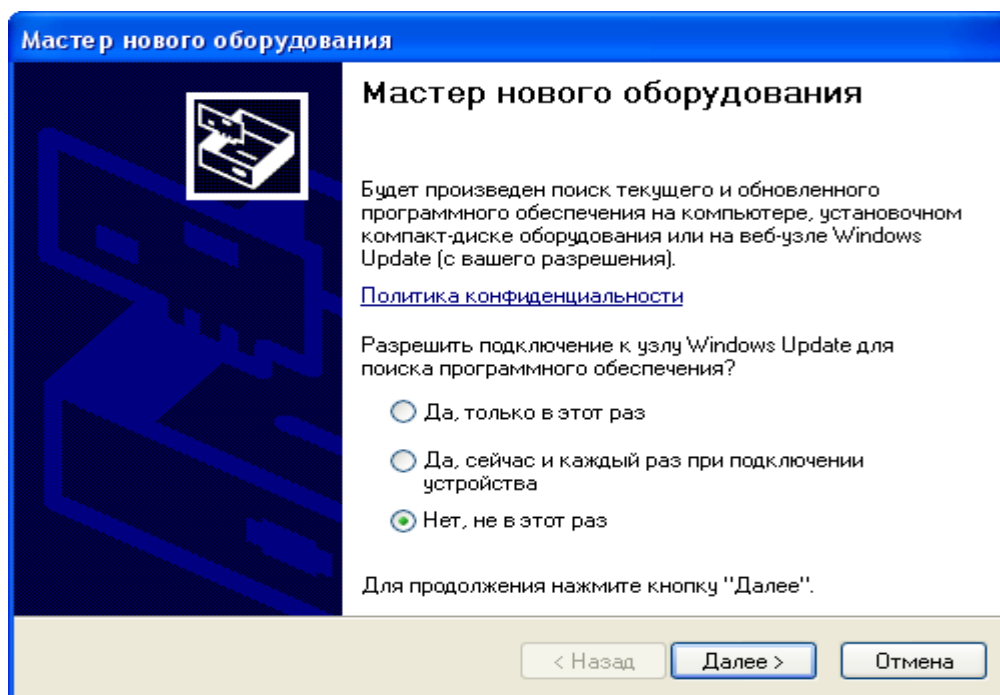 Мастер нового оборудования
Мастер нового оборудования
Будет произведен поиск текущего и обновленного
программного обеспечения на компьютере, установочном
компакт-диске оборудования или на веб-узле Windows
Update (с вашего разрешения).
Политика конфиденциальности
Разрешить подключение к узлу Windows Update для
поиска программного обеспечения?
Да, только в этот раз
Да, сейчас и каждый раз при подключении
устройства
Нет, не в этот раз
Для продолжения нажмите кнопку "Далее".
< Назад Далее > Отмена